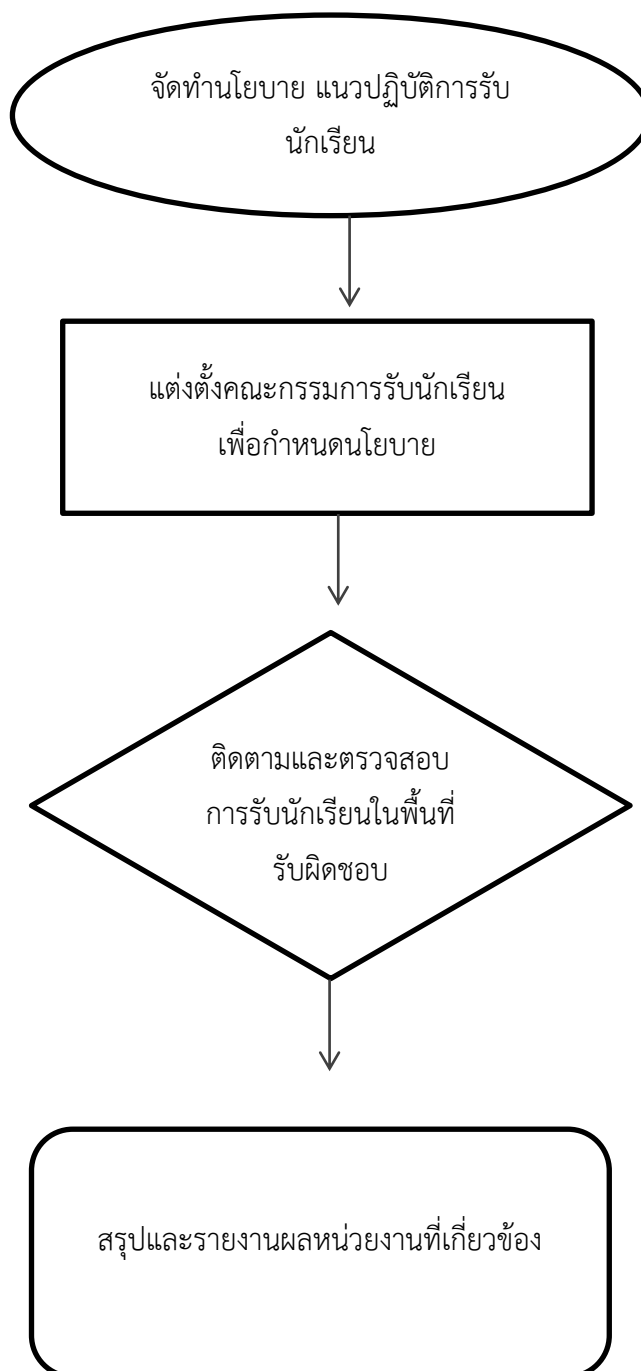 จัดทำนโยบาย แนวปฏิบัติการรับ
นักเรียน
แต่งตั้งคณะกรรมการรับนักเรียน
เพื่อกำหนดนโยบาย
ติดตามและตรวจสอบ
การรับนักเรียนในพื้นที่
รับผิดชอบ
สรุปและรายงานผลหน่วยงานที่เกี่ยวข้อง